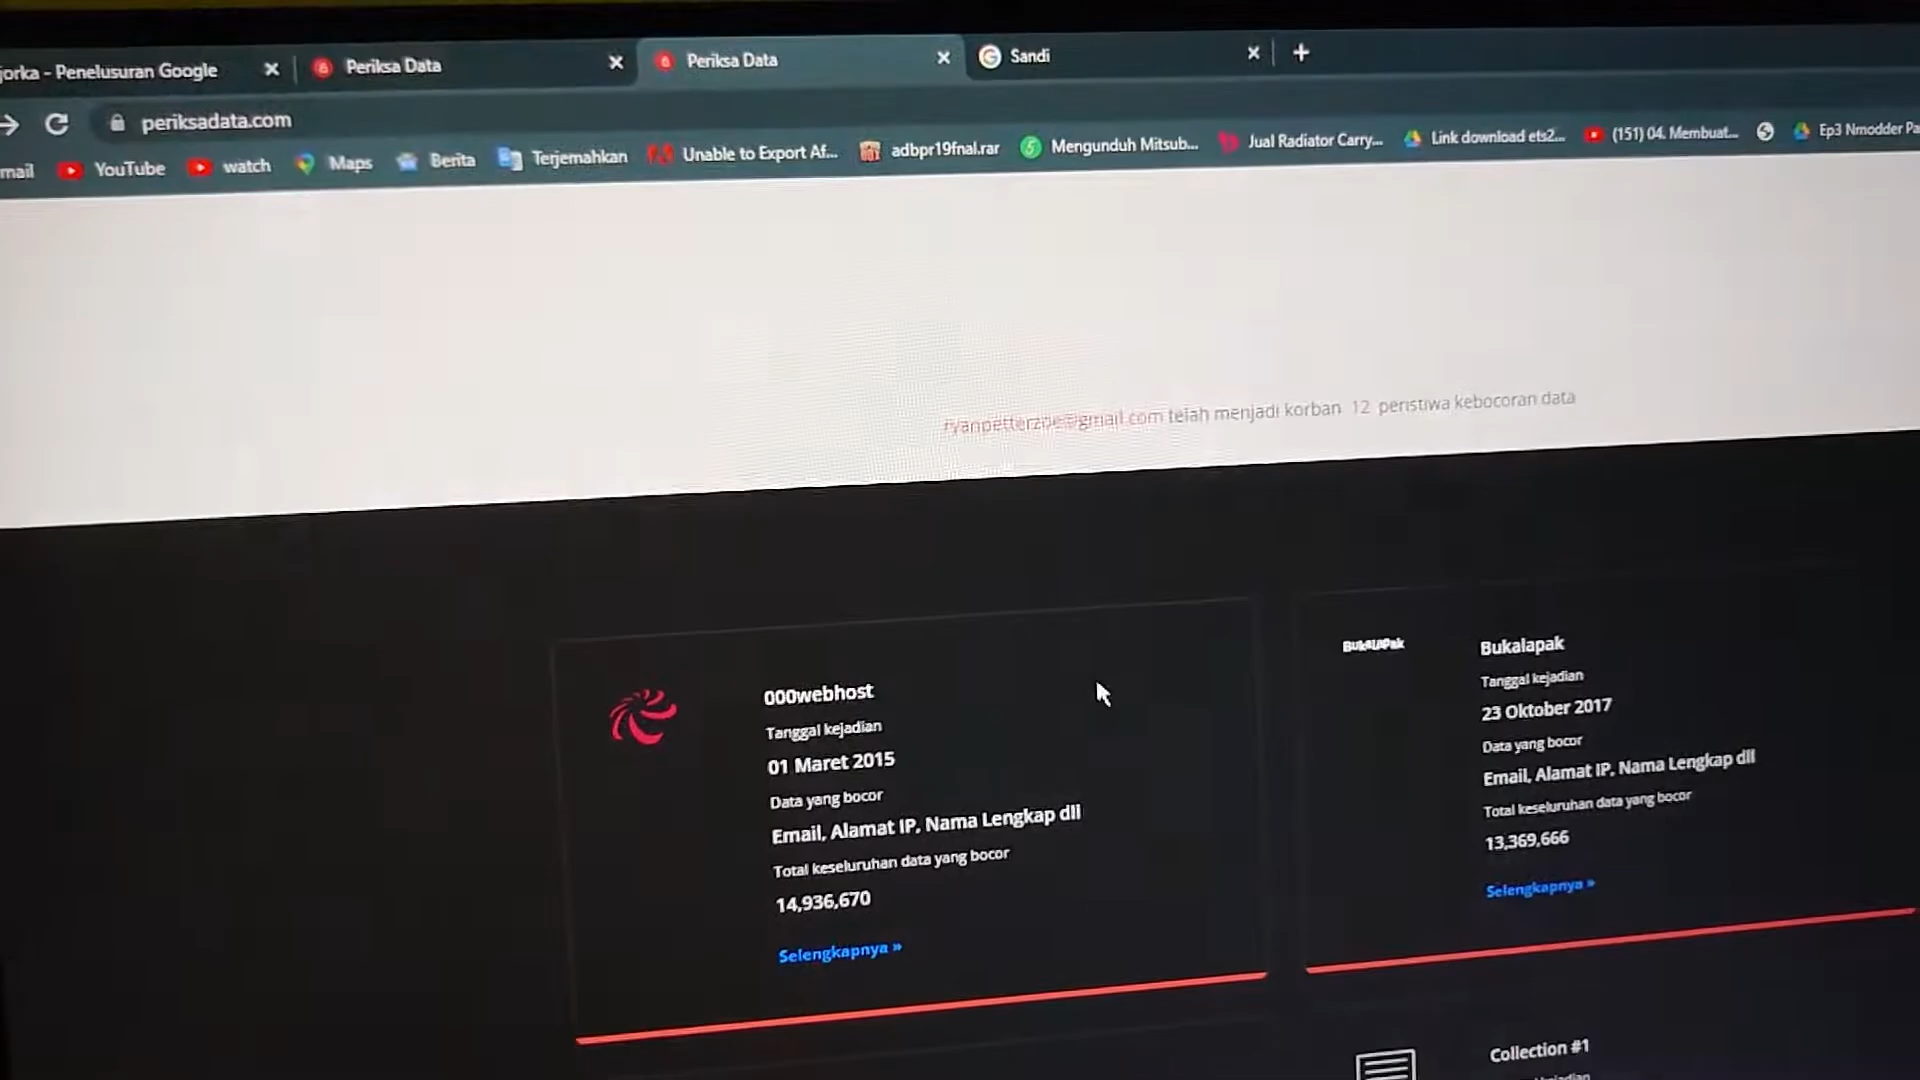 jorka - Penelusuran Google
Periksa Data
Periksa Data
Sandi
periksadata.com
mail
YouTube
watch
Maps
Berita
Terjemahkan
Unable to Export Af...
adbpr19fnal.rar
Mengunduh Mitsub...
Jual Radiator Carry...
Link download ets2...
(151) 04. Membuat...
Ep3 Nmodder Pa
telah menjadi korban 12 peristiwa kebocoran data
000webhost
Tanggal kejadian
01 Maret 2015
Data yang bocor
Email, Alamat IP, Nama Lengkap dll
Total keseluruhan data yang bocor
14,936,670
Selengkapnya »
BukaLaPak
Bukalapak
Tanggal kejadian
23 Oktober 2017
Data yang bocor
Email, Alamat IP, Nama Lengkap dll
Total keseluruhan data yang bocor
13,369,666
Selengkapnya »
Collection #1